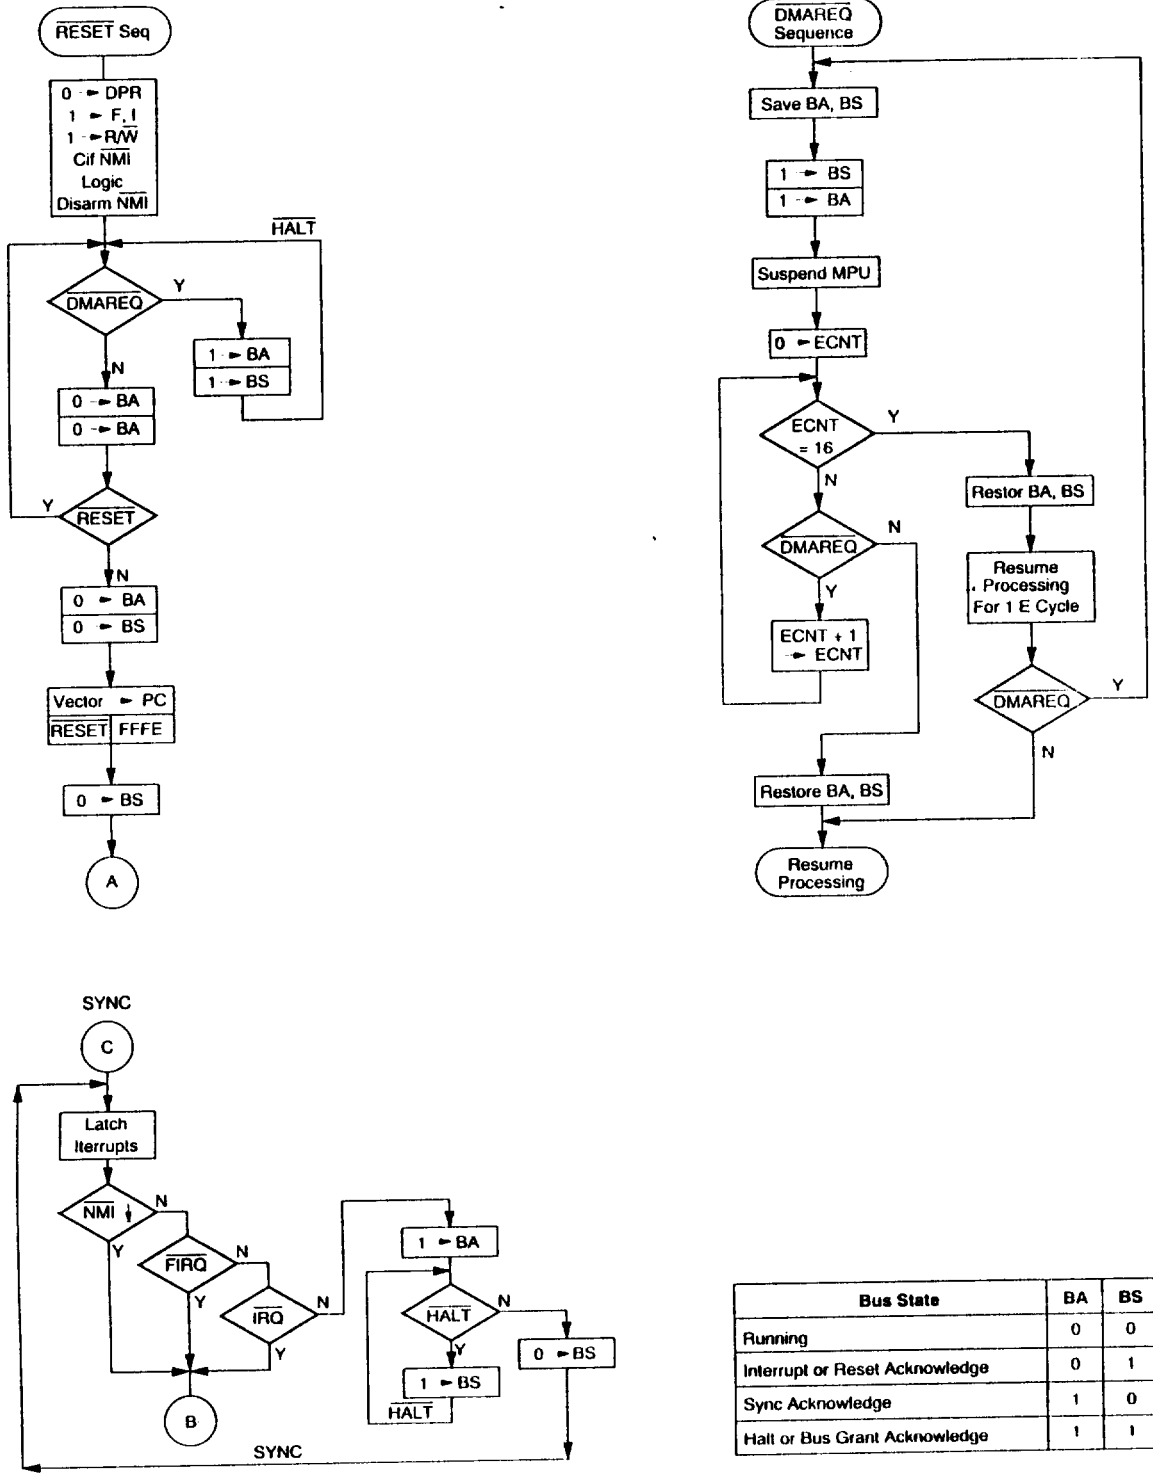 RESET Seq
0 → DPR
1 → F, I
1 → R/W
Clf NMI
Logic
Disarm NMI
HALT
DMAREQ
Y
1 → BA
1 → BS
N
0 → BA
0 → BA
Y
RESET
N
0 → BA
0 → BS
Vector → PC
RESET FFFE
0 → BS
A
DMAREQ
Sequence
Save BA, BS
1 → BS
1 → BA
Suspend MPU
0 → ECNT
ECNT
= 16
Y
N
DMAREQ
N
Y
ECNT + 1
→ ECNT
Restor BA, BS
Resume
Processing
For 1 E Cycle
DMAREQ
Y
N
Restore BA, BS
Resume
Processing
SYNC
C
Latch
Iterrupts
NMI ↓
N
Y
FIRQ
N
Y
IRQ
N
Y
B
1 → BA
HALT
N
Y
1 → BS
HALT
0 → BS
SYNC
Bus State BA BS
Running 0 0
Interrupt or Reset Acknowledge 0 1
Sync Acknowledge 1 0
Halt or Bus Grant Acknowledge 1 1